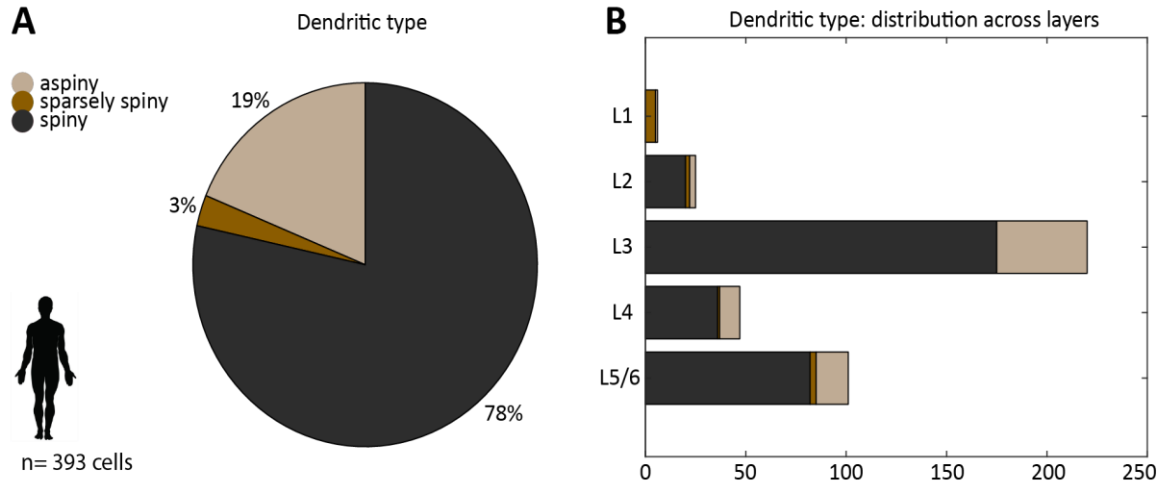 A
Dendritic type
aspiny
sparsely spiny
spiny
19%
3%
78%
n= 393 cells
B
Dendritic type: distribution across layers
L1
L2
L3
L4
L5/6
0 50 100 150 200 250